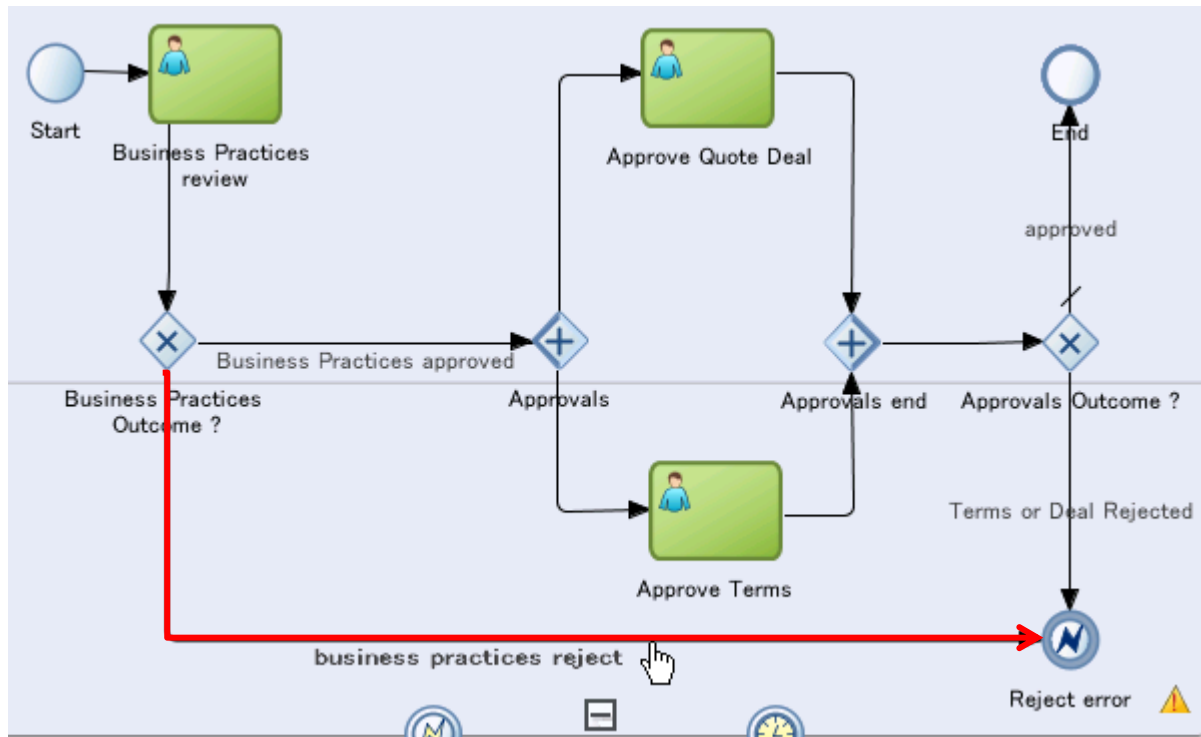 Start
Business Practices
review
Approve Quote Deal
End
approved
Business Practices approved
Business Practices
Outcome ?
Approvals
Approvals end
Approvals Outcome ?
Terms or Deal Rejected
Approve Terms
business practices reject
Reject error